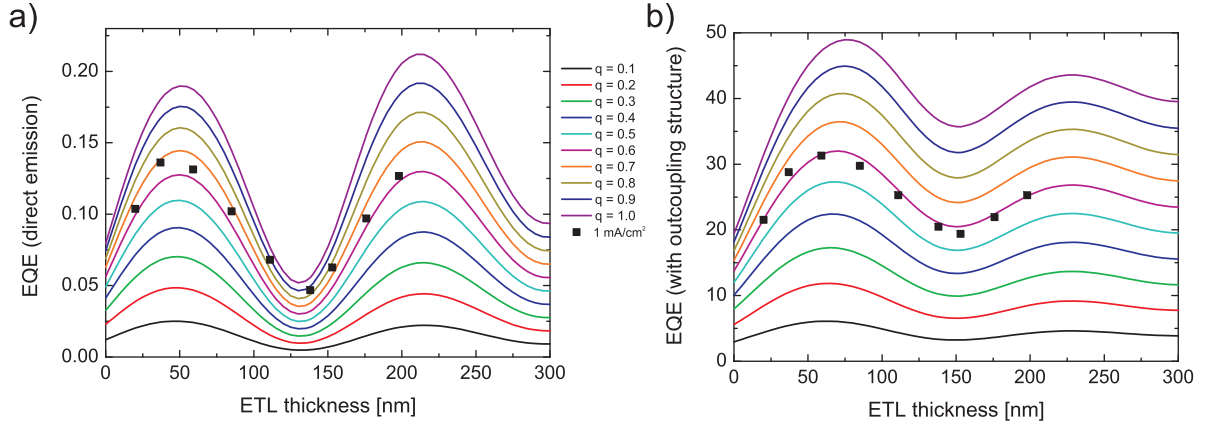 a)
EQE (direct emission)
0.20
0.15
0.10
0.05
0.00
0 50 100 150 200 250 300
ETL thickness [nm]
q = 0.1
q = 0.2
q = 0.3
q = 0.4
q = 0.5
q = 0.6
q = 0.7
q = 0.8
q = 0.9
q = 1.0
1 mA/cm²
b)
EQE (with outcoupling structure)
50
40
30
20
10
0
0 50 100 150 200 250 300
ETL thickness [nm]